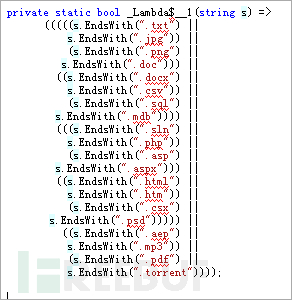 private static bool _Lambda$__1(string s) =>
(((((s.EndsWith(".txt") ||
s.EndsWith(".jpg")) ||
(s.EndsWith(".png") ||
s.EndsWith(".doc"))) ||
((s.EndsWith(".docx") ||
s.EndsWith(".csv")) ||
(s.EndsWith(".sql") ||
s.EndsWith(".mdb")))) ||
(((s.EndsWith(".sln") ||
s.EndsWith(".php")) ||
(s.EndsWith(".asp") ||
s.EndsWith(".aspx"))) ||
((s.EndsWith(".html") ||
s.EndsWith(".htm")) ||
(s.EndsWith(".csx") ||
s.EndsWith(".psd"))))) ||
((s.EndsWith(".aep") ||
s.EndsWith(".mp3")) ||
(s.EndsWith(".pdf") ||
s.EndsWith(".torrent"))));
FREEBUF